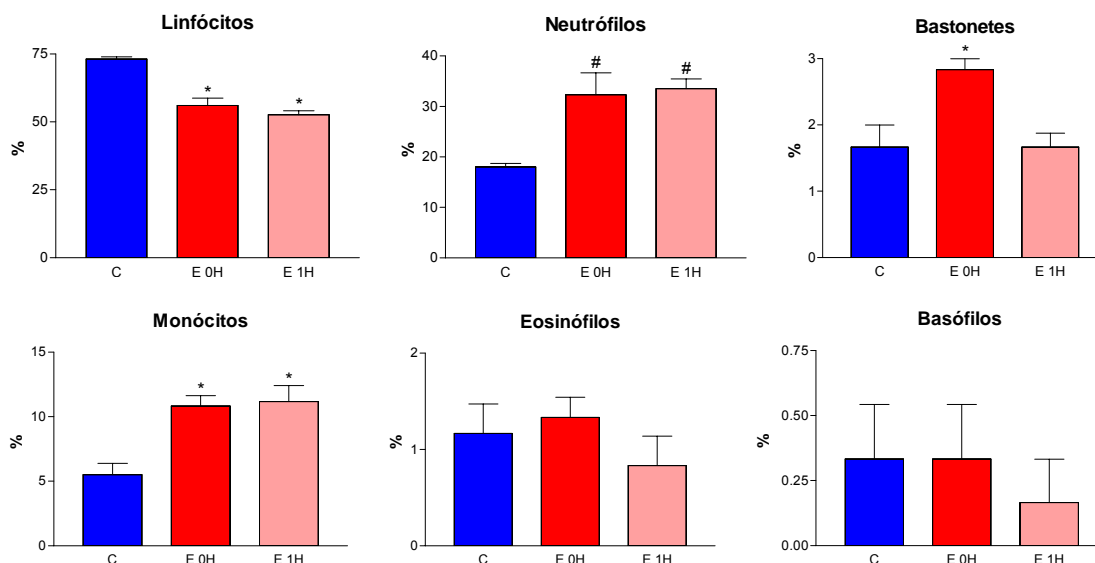 Linfócitos
75
50
25
0
%
*
*
C
E 0H
E 1H
Neutrófilos
40
30
20
10
0
%
#
#
C
E 0H
E 1H
Bastonetes
3
2
1
0
%
*
C
E 0H
E 1H
Monócitos
15
10
5
0
%
*
*
C
E 0H
E 1H
Eosinófilos
2
1
0
%
C
E 0H
E 1H
Basófilos
0.75
0.50
0.25
0.00
%
C
E 0H
E 1H